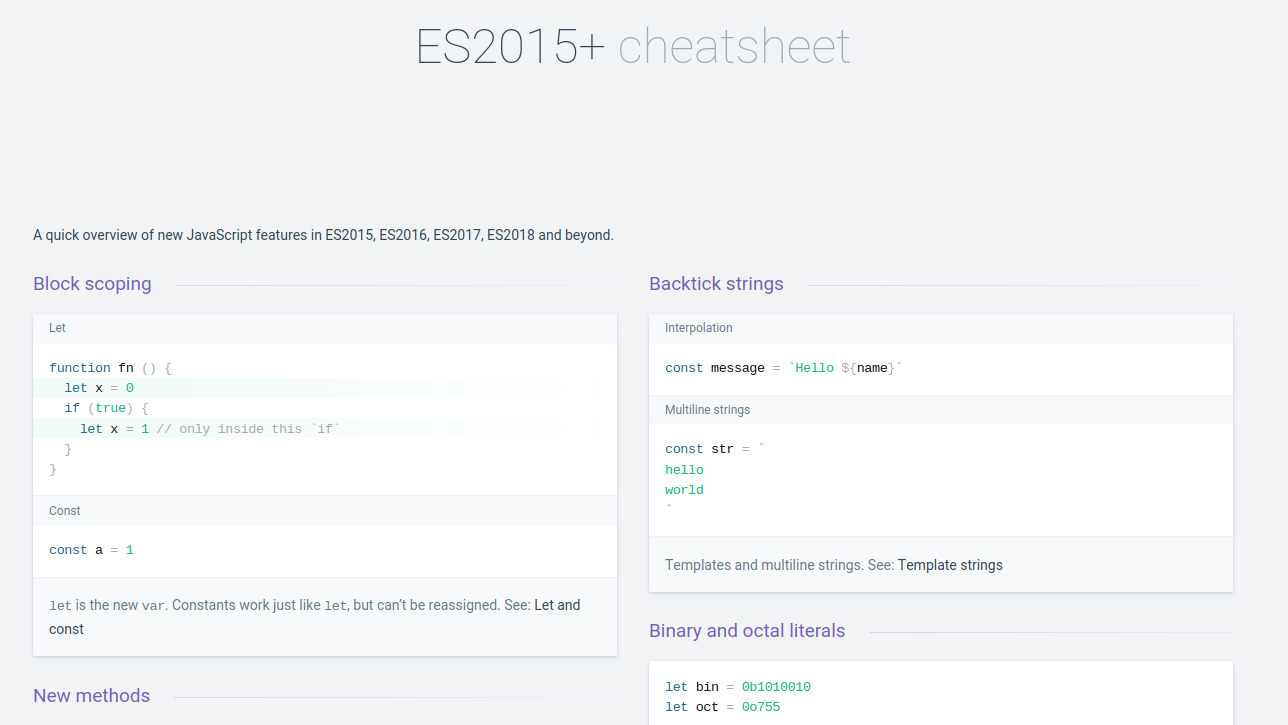 ES2015+ cheatsheet
A quick overview of new JavaScript features in ES2015, ES2016, ES2017, ES2018 and beyond.
Block scoping
Let
function fn () {
  let x = 0
  if (true) {
    let x = 1 // only inside this `if`
  }
}
Const
const a = 1
let is the new var. Constants work just like let, but can’t be reassigned. See: Let and
const
New methods
Backtick strings
Interpolation
const message = `Hello ${name}`
Multiline strings
const str = `
hello
world
`
Templates and multiline strings. See: Template strings
Binary and octal literals
let bin = 0b1010010
let oct = 0o755